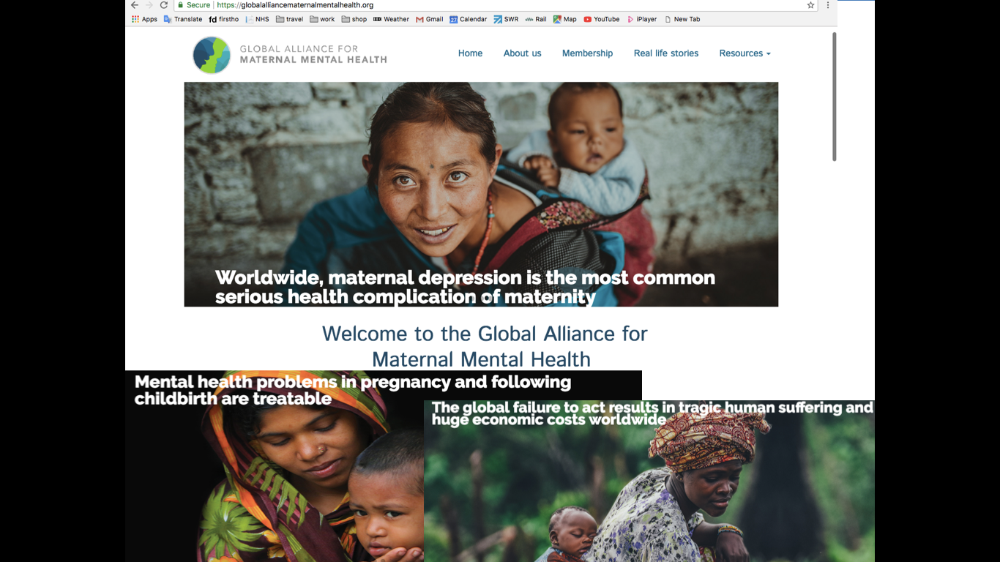 Secure | https://globalalliancematernalmentalhealth.org
Apps Translate fd firstho NHS travel work shop Weather Gmail 27 Calendar SWR Rail Map YouTube iPlayer New Tab
GLOBAL ALLIANCE FOR
MATERNAL MENTAL HEALTH
Home About us Membership Real life stories Resources
Worldwide, maternal depression is the most common
serious health complication of maternity
Welcome to the Global Alliance for
Maternal Mental Health
Mental health problems in pregnancy and following
childbirth are treatable
The global failure to act results in tragic human suffering and
huge economic costs worldwide